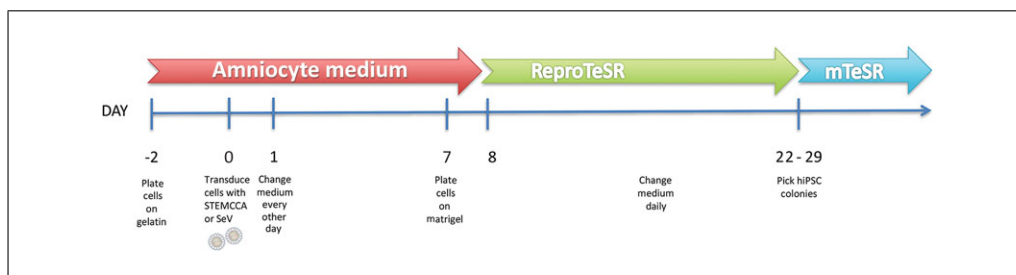 Amniocyte medium
ReproTeSR
mTeSR
DAY
-2
0
1
7
8
22 - 29
Plate
cells
on
gelatin
Transduce
cells with
STEMCCA
or SeV
Change
medium
every
other
day
Plate
cells
on
matrigel
Change
medium
daily
Pick hiPSC
colonies